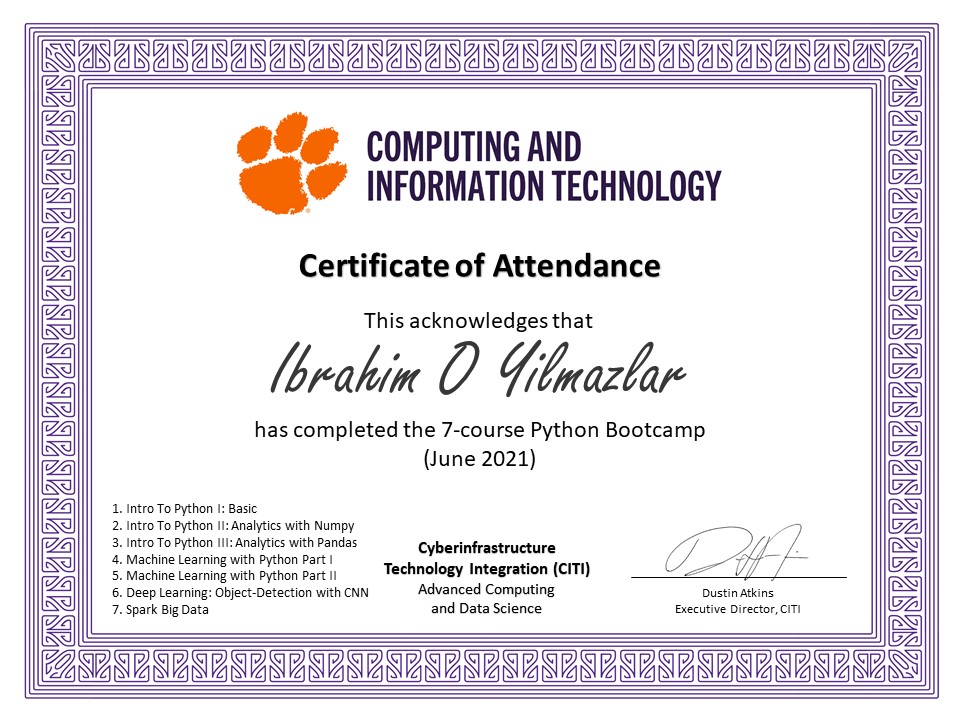 COMPUTING AND
INFORMATION TECHNOLOGY
Certificate of Attendance
This acknowledges that
Ibrahim O Yilmazlar
has completed the 7-course Python Bootcamp
(June 2021)
1. Intro To Python I: Basic
2. Intro To Python II: Analytics with Numpy
3. Intro To Python III: Analytics with Pandas
4. Machine Learning with Python Part I
5. Machine Learning with Python Part II
6. Deep Learning: Object-Detection with CNN
7. Spark Big Data
Cyberinfrastructure
Technology Integration (CITI)
Advanced Computing
and Data Science
Dustin Atkins
Executive Director, CITI